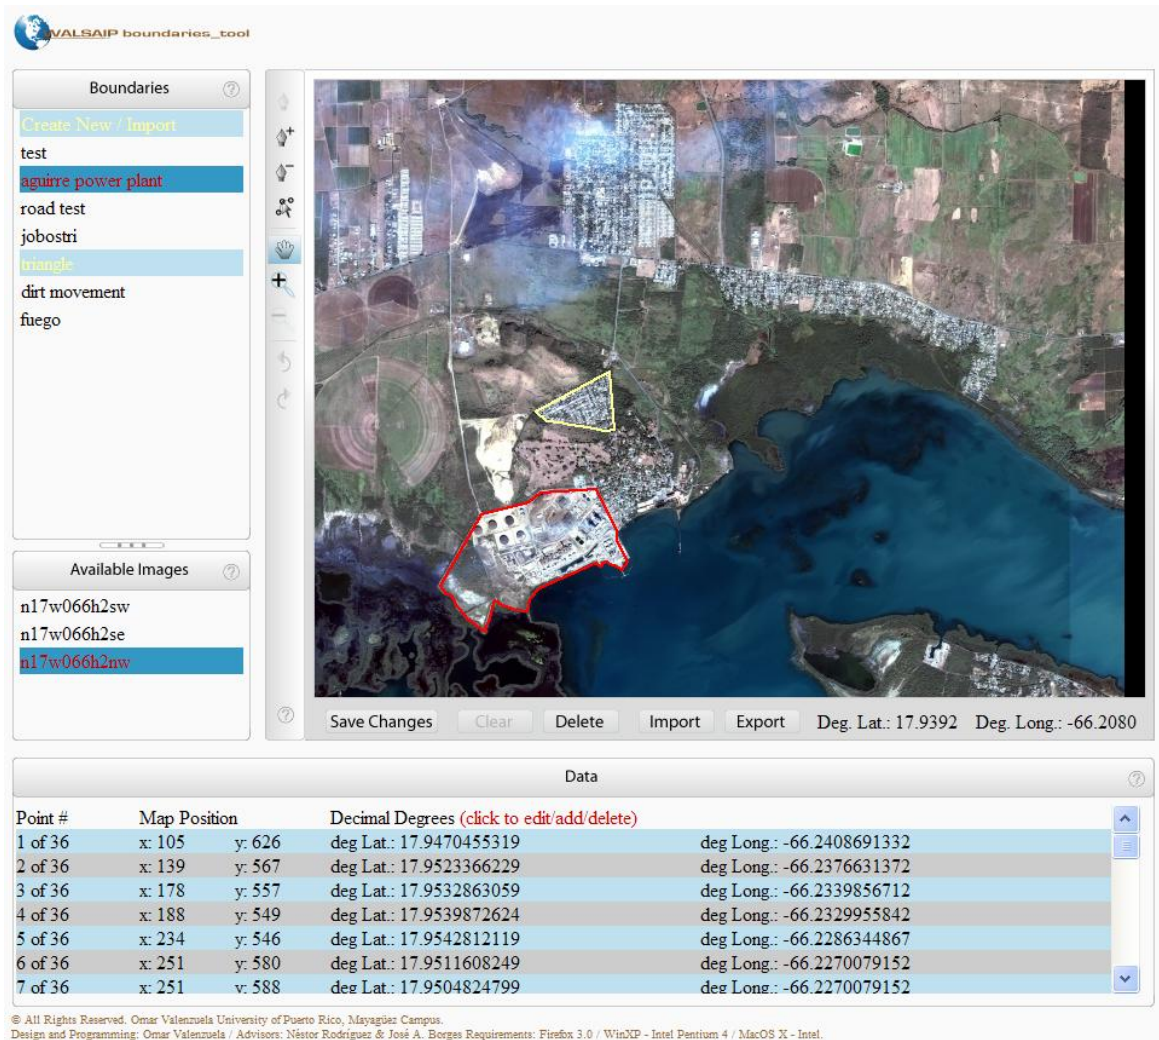 WALSAIP boundaries_tool
Boundaries ?
Create New / Import
test
aguirre power plant
road test
jobostri
triangle
dirt movement
fuego
Available Images ?
n17w066h2sw
n17w066h2se
n17w066h2nw
?
Save Changes Clear Delete Import Export Deg. Lat.: 17.9392 Deg. Long.: -66.2080
Data ?
Point # Map Position Decimal Degrees (click to edit/add/delete)
1 of 36 x: 105 y: 626 deg Lat.: 17.9470455319 deg Long.: -66.2408691332
2 of 36 x: 139 y: 567 deg Lat.: 17.9523366229 deg Long.: -66.2376631372
3 of 36 x: 178 y: 557 deg Lat.: 17.9532863059 deg Long.: -66.2339856712
4 of 36 x: 188 y: 549 deg Lat.: 17.9539872624 deg Long.: -66.2329955842
5 of 36 x: 234 y: 546 deg Lat.: 17.9542812119 deg Long.: -66.2286344867
6 of 36 x: 251 y: 580 deg Lat.: 17.9511608249 deg Long.: -66.2270079152
7 of 36 x: 251 y: 588 deg Lat.: 17.9504824799 deg Long.: -66.2270079152
© All Rights Reserved. Omar Valenzuela University of Puerto Rico, Mayagüez Campus.
Design and Programming: Omar Valenzuela / Advisors: Néstor Rodríguez & José A. Borges Requirements: Firefox 3.0 / WinXP - Intel Pentium 4 / MacOS X - Intel.